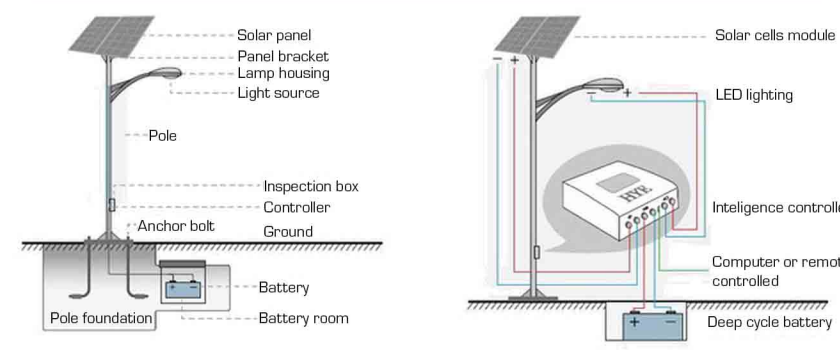 Solar panel
Panel bracket
Lamp housing
Light source
Pole
Inspection box
Controller
Anchor bolt
Ground
Battery
Pole foundation
Battery room
+ −
Solar cells module
− +
− +
LED lighting
HYE
Inteligence controlle
Computer or remot
controlled
+ −
Deep cycle battery